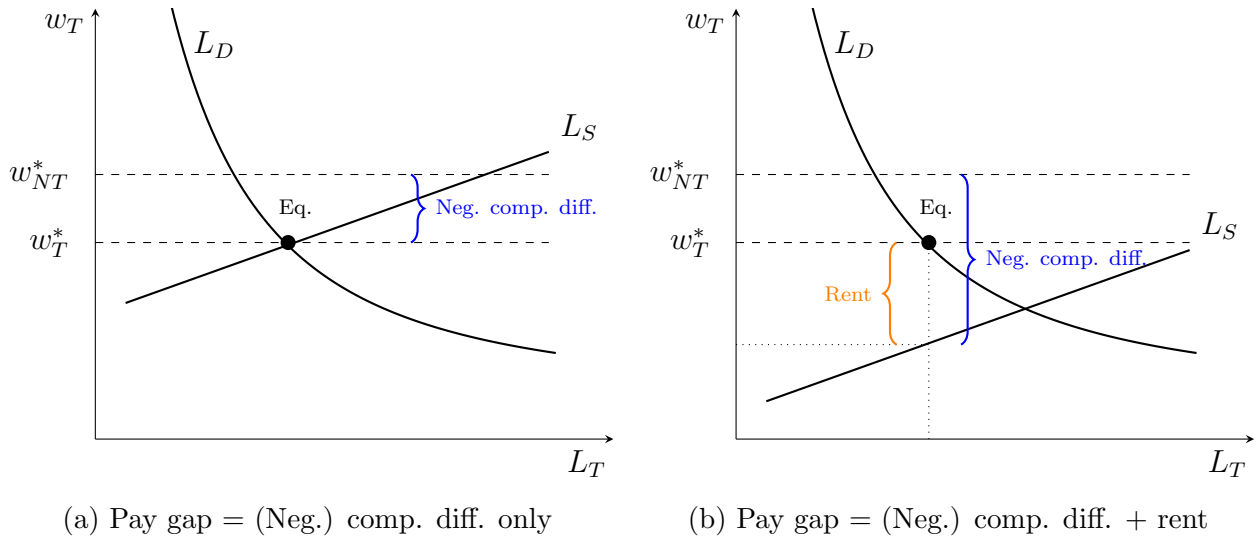 w_T
L_D
L_S
w*_NT
w*_T
Eq.
Neg. comp. diff.
L_T
(a) Pay gap = (Neg.) comp. diff. only
w_T
L_D
w*_NT
w*_T
Eq.
L_S
Neg. comp. diff.
Rent
L_T
(b) Pay gap = (Neg.) comp. diff. + rent